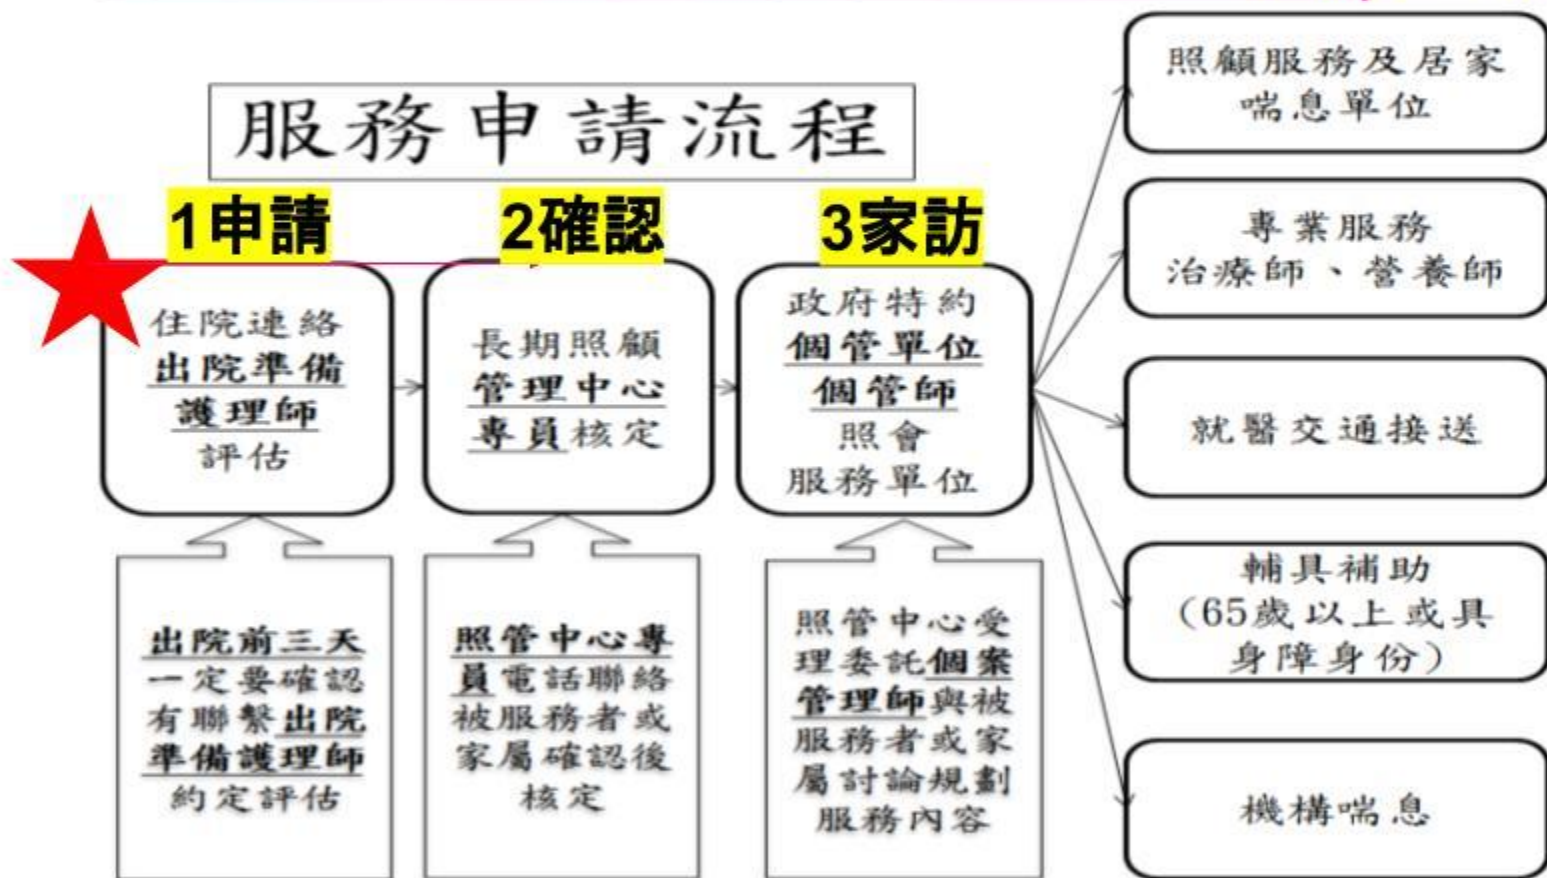 服務申請流程
1申請
2確認
3家訪
住院連絡
出院準備
護理師
評估
長期照顧
管理中心
專員核定
政府特約
個管單位
個管師
照會
服務單位
出院前三天
一定要確認
有聯繫出院
準備護理師
約定評估
照管中心專
員電話聯絡
被服務者或
家屬確認後
核定
照管中心受
理委託個案
管理師與被
服務者或家
屬討論規劃
服務內容
照顧服務及居家
喘息單位
專業服務
治療師、營養師
就醫交通接送
輔具補助
(65歲以上或具
身障身份)
機構喘息